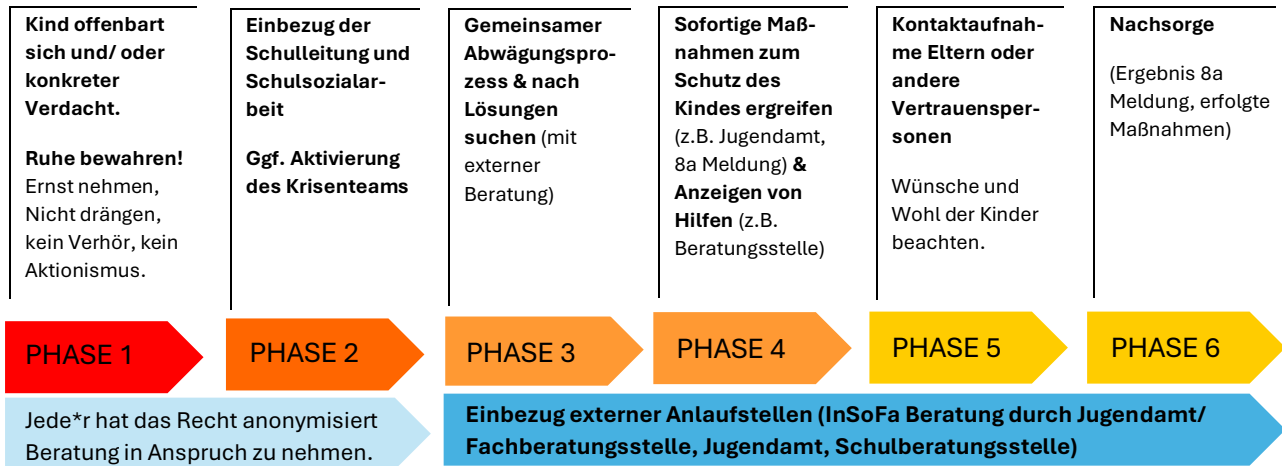 Kind offenbart
sich und/ oder
konkreter
Verdacht.
Ruhe bewahren!
Ernst nehmen,
Nicht drängen,
kein Verhör, kein
Aktionismus.
Einbezug der
Schulleitung und
Schulsozialar-
beit
Ggf. Aktivierung
des Krisenteams
Gemeinsamer
Abwägungspro-
zess & nach
Lösungen
suchen (mit
externer
Beratung)
Sofortige Maß-
nahmen zum
Schutz des
Kindes ergreifen
(z.B. Jugendamt,
8a Meldung) &
Anzeigen von
Hilfen (z.B.
Beratungsstelle)
Kontaktaufnah-
me Eltern oder
andere
Vertrauensper-
sonen
Wünsche und
Wohl der Kinder
beachten.
Nachsorge
(Ergebnis 8a
Meldung, erfolgte
Maßnahmen)
PHASE 1
PHASE 2
PHASE 3
PHASE 4
PHASE 5
PHASE 6
Jede*r hat das Recht anonymisiert
Beratung in Anspruch zu nehmen.
Einbezug externer Anlaufstellen (InSoFa Beratung durch Jugendamt/
Fachberatungsstelle, Jugendamt, Schulberatungsstelle)